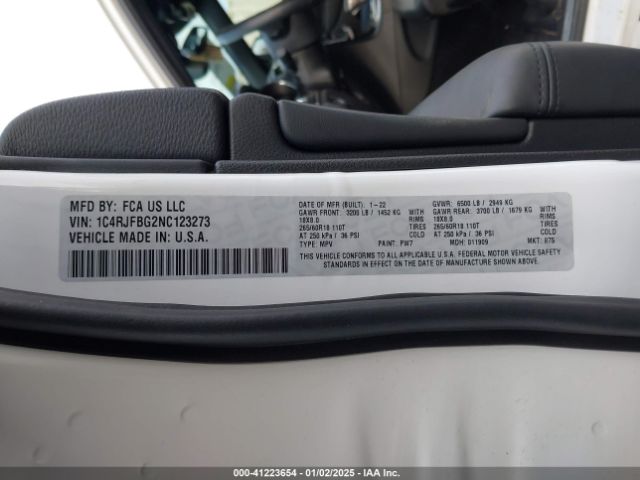 MFD BY: FCA US LLC
VIN: 1C4RJFBG2NC123273
VEHICLE MADE IN: U.S.A.
DATE OF MFR (BUILT): 1-22 GVWR: 6500 LB / 2949 KG
GAWR FRONT: 3200 LB / 1452 KG WITH GAWR REAR: 3700 LB / 1679 KG WITH
18X8.0 RIMS 18X8.0 RIMS
265/60R18 110T TIRES 265/60R18 110T TIRES
AT 250 kPa / 36 PSI COLD AT 250 kPa / 36 PSI COLD
TYPE: MPV PAINT: PW7 MDH: 011909 MKT: 875
THIS VEHICLE CONFORMS TO ALL APPLICABLE U.S.A. FEDERAL MOTOR VEHICLE SAFETY
STANDARDS IN EFFECT ON THE DATE OF MANUFACTURE SHOWN ABOVE.
000-41223654 - 01/02/2025 - IAA Inc.